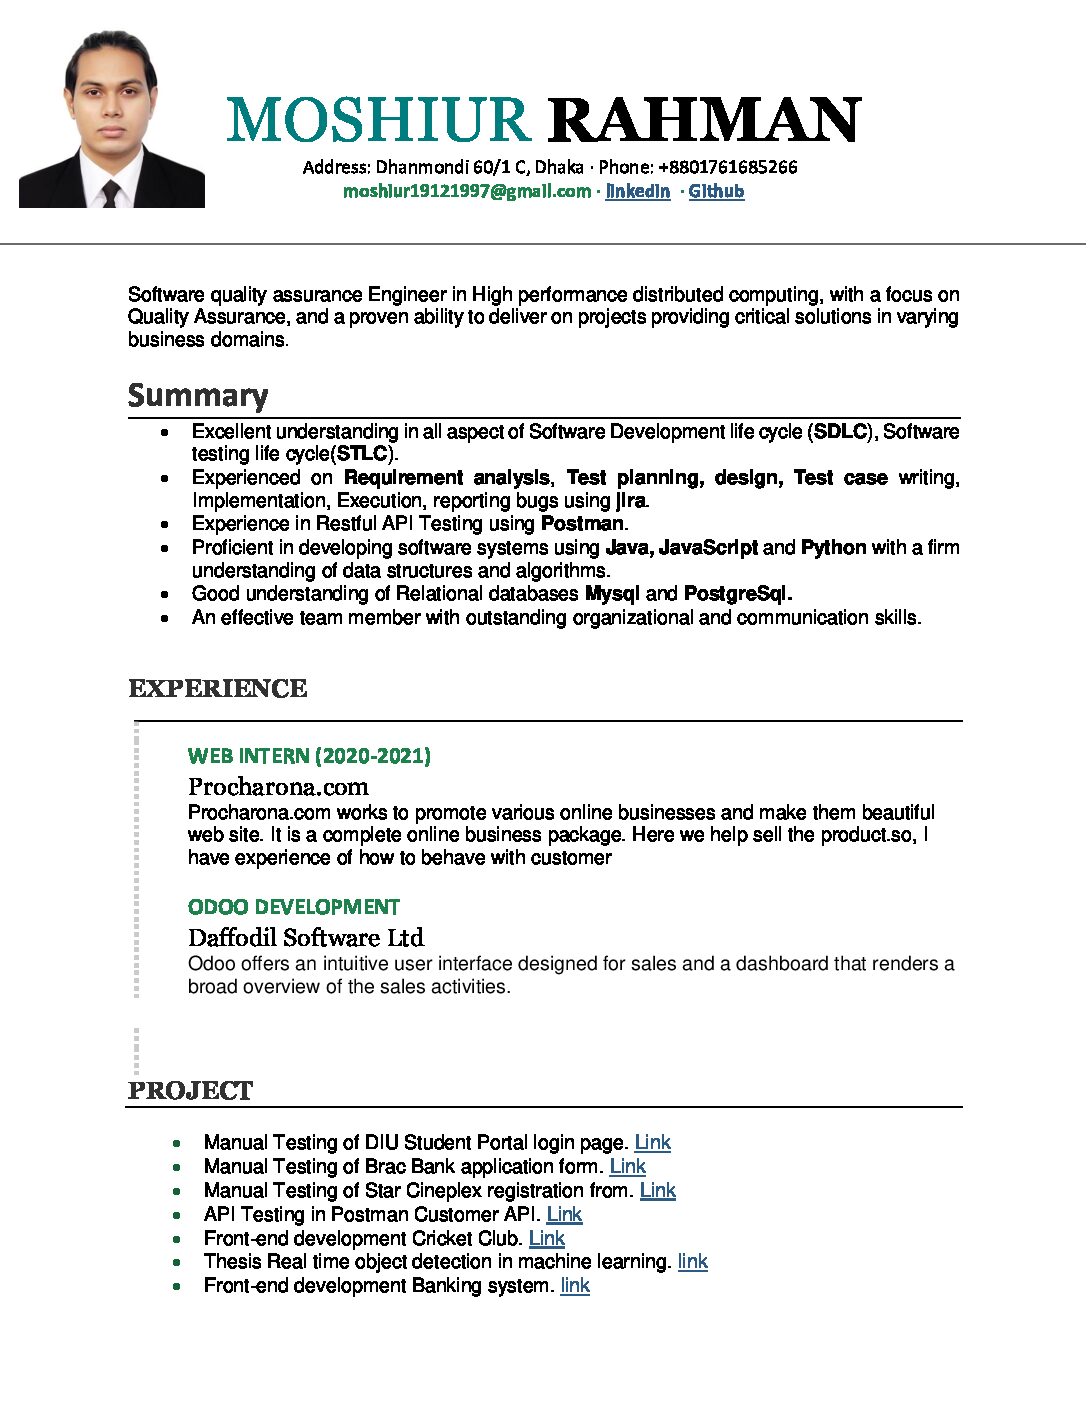 MOSHIUR RAHMAN
Address: Dhanmondi 60/1 C, Dhaka · Phone: +8801761685266
moshiur19121997@gmail.com · linkedIn · Github
Software quality assurance Engineer in High performance distributed computing, with a focus on
Quality Assurance, and a proven ability to deliver on projects providing critical solutions in varying
business domains.
Summary
• Excellent understanding in all aspect of Software Development life cycle (SDLC), Software
testing life cycle(STLC).
• Experienced on Requirement analysis, Test planning, design, Test case writing,
Implementation, Execution, reporting bugs using jira.
• Experience in Restful API Testing using Postman.
• Proficient in developing software systems using Java, JavaScript and Python with a firm
understanding of data structures and algorithms.
• Good understanding of Relational databases Mysql and PostgreSql.
• An effective team member with outstanding organizational and communication skills.
EXPERIENCE
WEB INTERN (2020-2021)
Procharona.com
Procharona.com works to promote various online businesses and make them beautiful
web site. It is a complete online business package. Here we help sell the product.so, I
have experience of how to behave with customer
ODOO DEVELOPMENT
Daffodil Software Ltd
Odoo offers an intuitive user interface designed for sales and a dashboard that renders a
broad overview of the sales activities.
PROJECT
• Manual Testing of DIU Student Portal login page. Link
• Manual Testing of Brac Bank application form. Link
• Manual Testing of Star Cineplex registration from. Link
• API Testing in Postman Customer API. Link
• Front-end development Cricket Club. Link
• Thesis Real time object detection in machine learning. link
• Front-end development Banking system. link